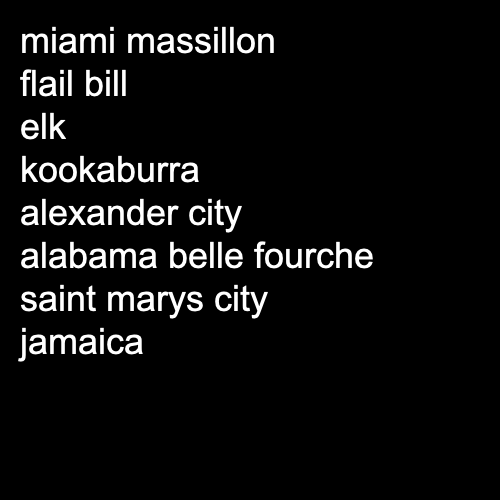 miami massillon
flail bill
elk
kookaburra
alexander city
alabama belle fourche
saint marys city
jamaica